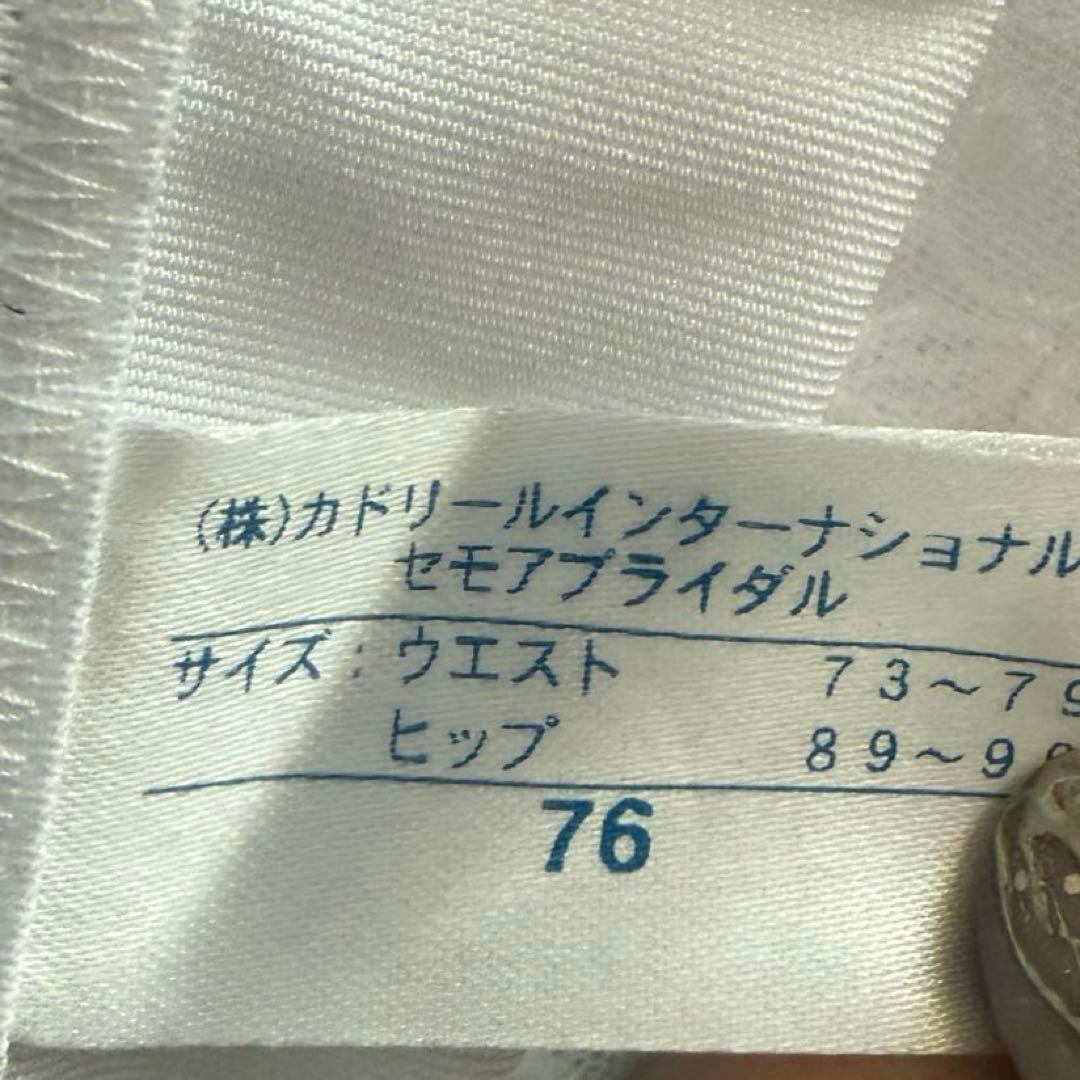 (株)カドリールインターナショナル
セモアブライダル
サイズ:ウエスト 73~79
ヒップ 89~9
76